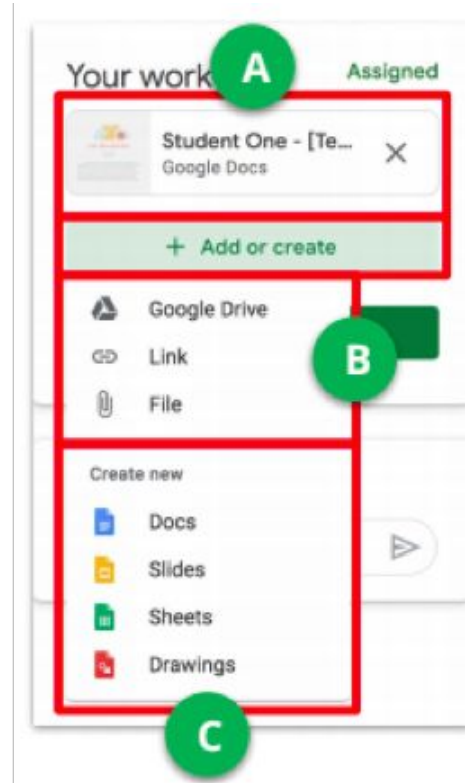 A
Your work
Assigned
Student One - [Te...
Google Docs
+ Add or create
Google Drive
Link
File
B
Create new
Docs
Slides
Sheets
Drawings
C